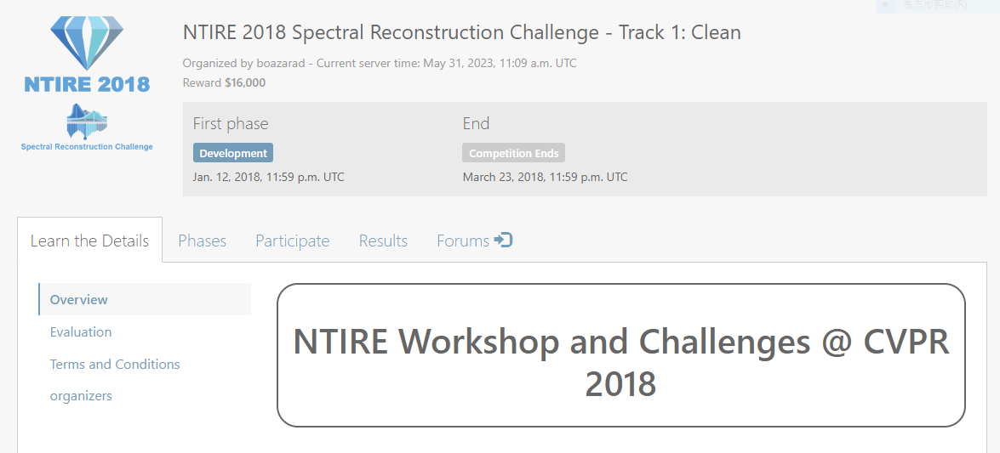 NTIRE 2018
Spectral Reconstruction Challenge
NTIRE 2018 Spectral Reconstruction Challenge - Track 1: Clean
Organized by boazarad - Current server time: May 31, 2023, 11:09 a.m. UTC
Reward $16,000
First phase
Development
Jan. 12, 2018, 11:59 p.m. UTC
End
Competition Ends
March 23, 2018, 11:59 p.m. UTC
Learn the Details
Phases
Participate
Results
Forums
Overview
Evaluation
Terms and Conditions
organizers
NTIRE Workshop and Challenges @ CVPR
2018